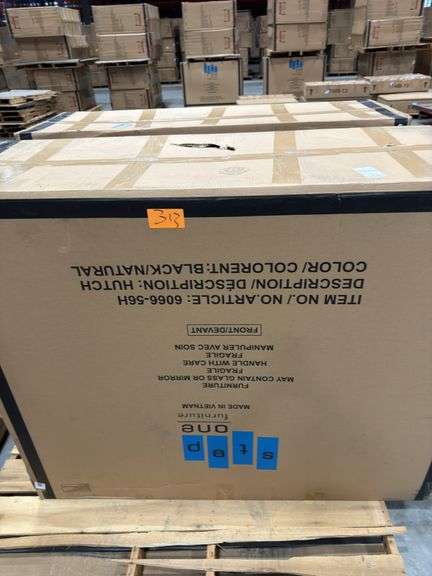 313
step
one
furniture
MADE IN VIETNAM
FURNITURE
MAY CONTAIN GLASS OR MIRROR
FRAGILE
HANDLE WITH CARE
FRAGILE
MANIPULER AVEC SOIN
FRONT/DEVANT
ITEM NO./ NO.ARTICLE: 6066-56H
DESCRIPTION/ DÉSCRIPTION: HUTCH
COLOR/ COLORENT:BLACK/NATURAL